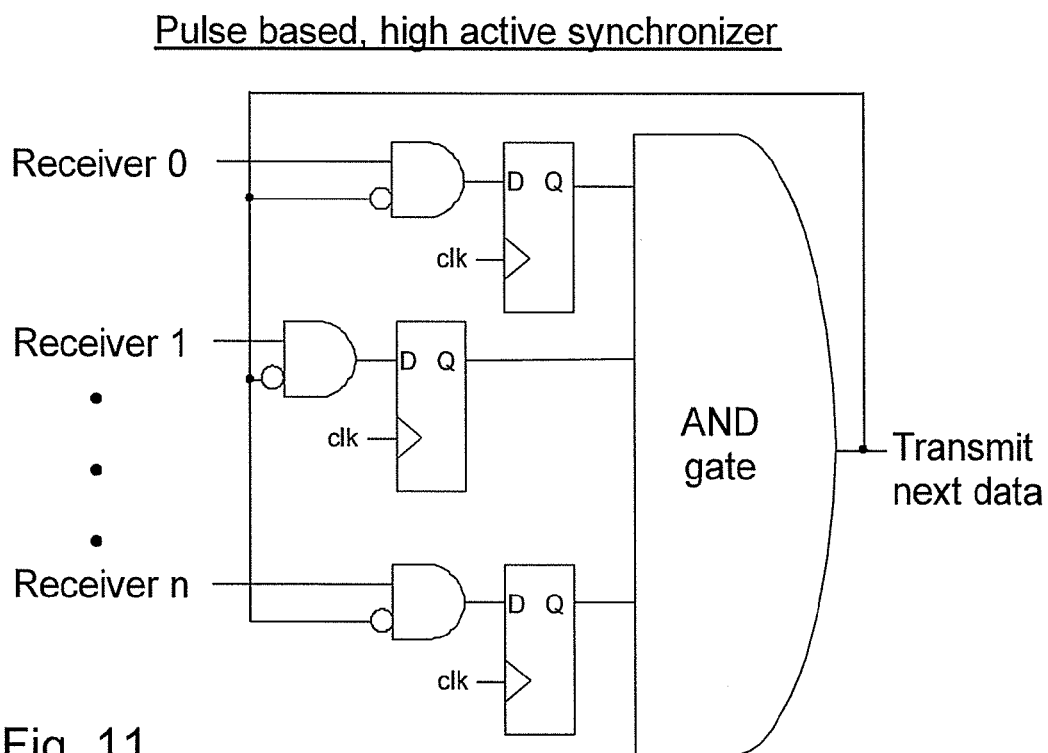 Pulse based, high active synchronizer
Receiver 0
D Q
clk
Receiver 1
D Q
clk
AND
gate
Transmit
next data
Receiver n
D Q
clk
Fig. 11